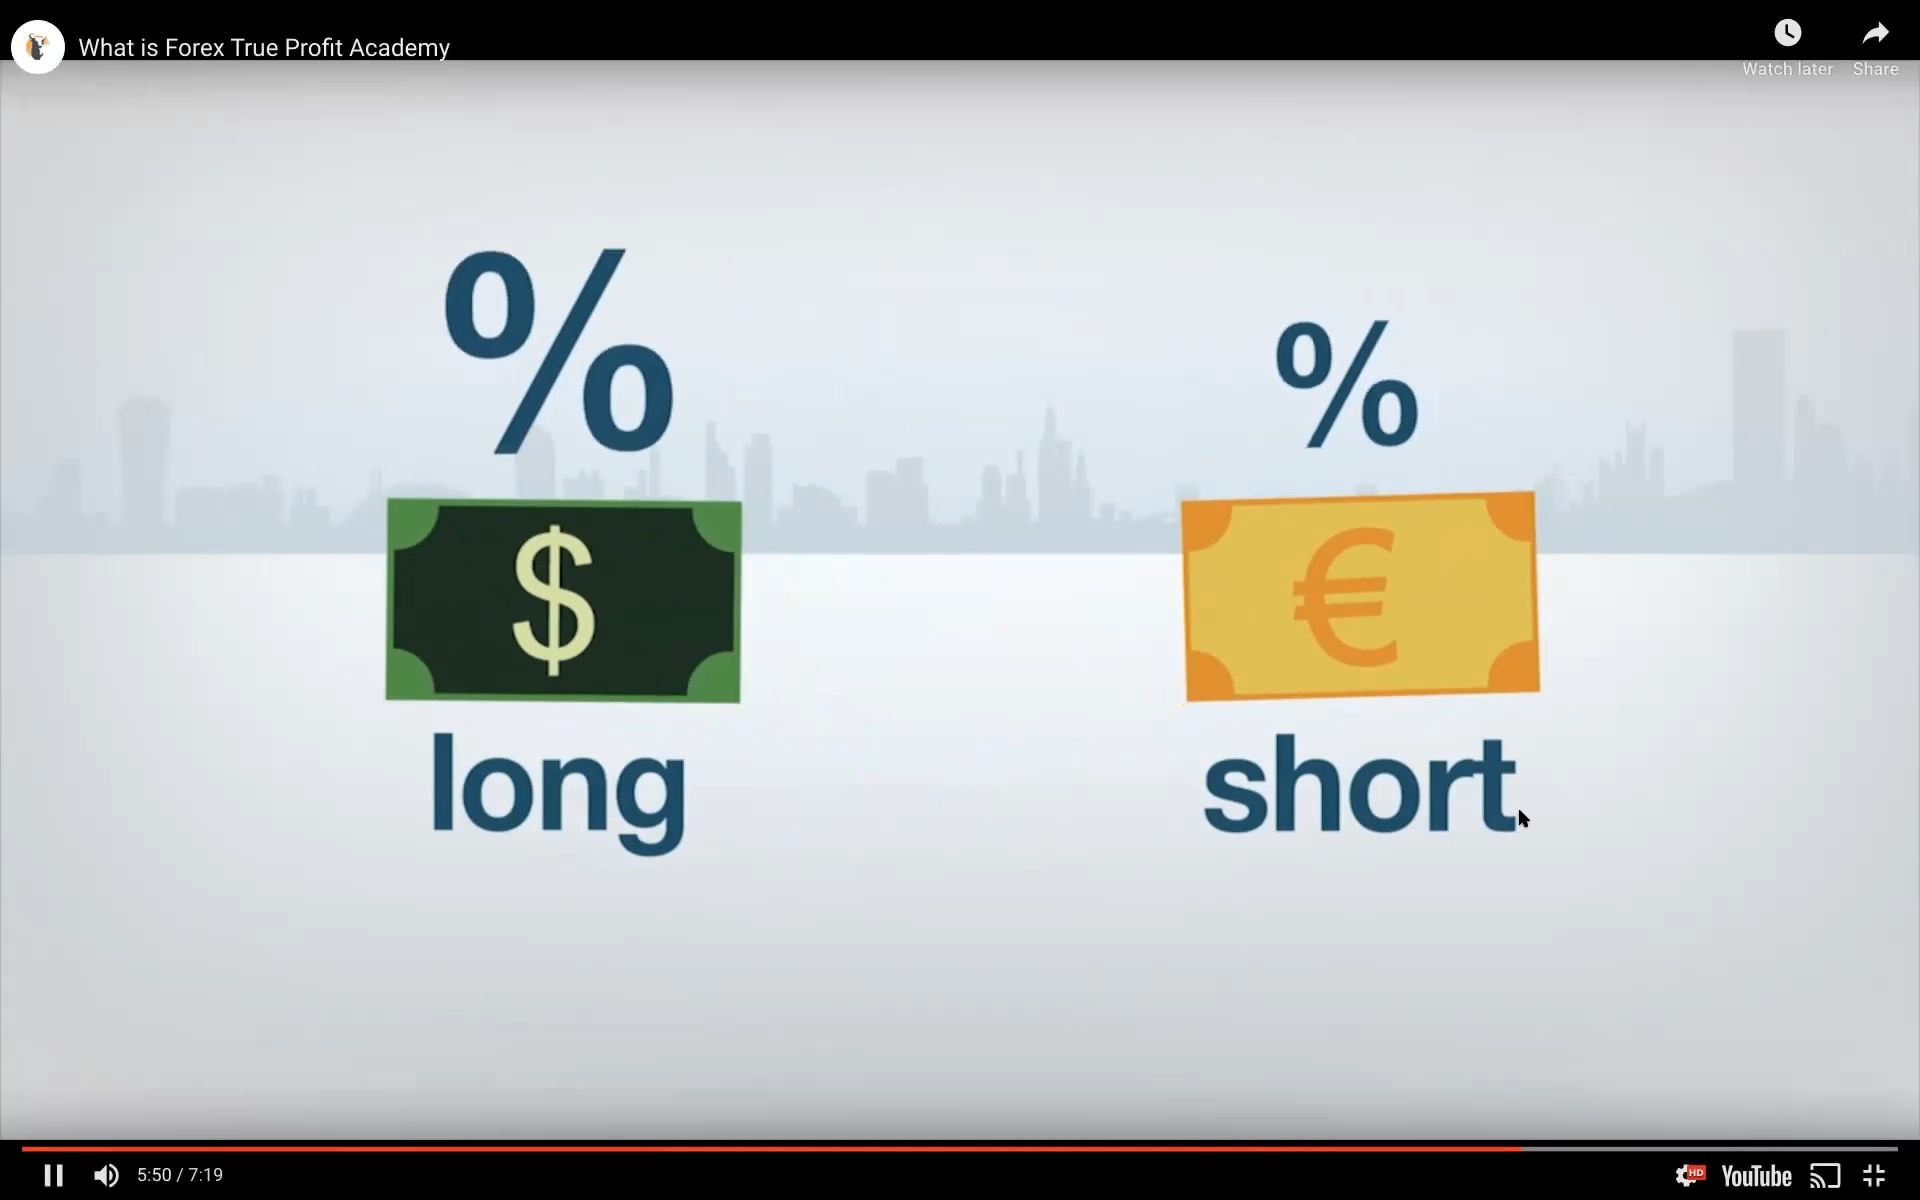 What is Forex True Profit Academy
Watch later Share
% %
$ €
long short
5:50 / 7:19
HD YouTube